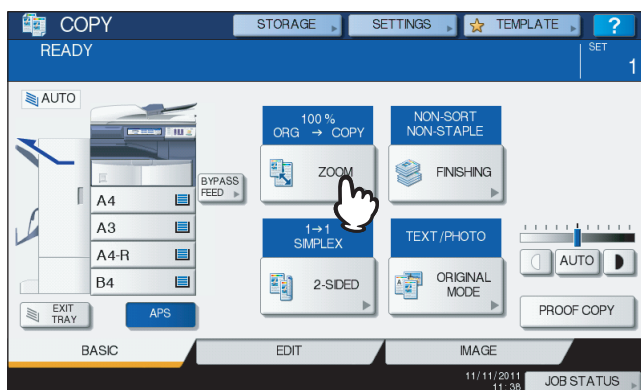 COPY
STORAGE
SETTINGS
TEMPLATE
?
READY
SET
1
AUTO
100 %
ORG → COPY
NON-SORT
NON-STAPLE
ZOOM
FINISHING
BYPASS
FEED
A4
A3
A4-R
B4
1→1
SIMPLEX
TEXT/PHOTO
2-SIDED
ORIGINAL
MODE
AUTO
EXIT
TRAY
APS
PROOF COPY
BASIC
EDIT
IMAGE
11/11/2011
11:38
JOB STATUS